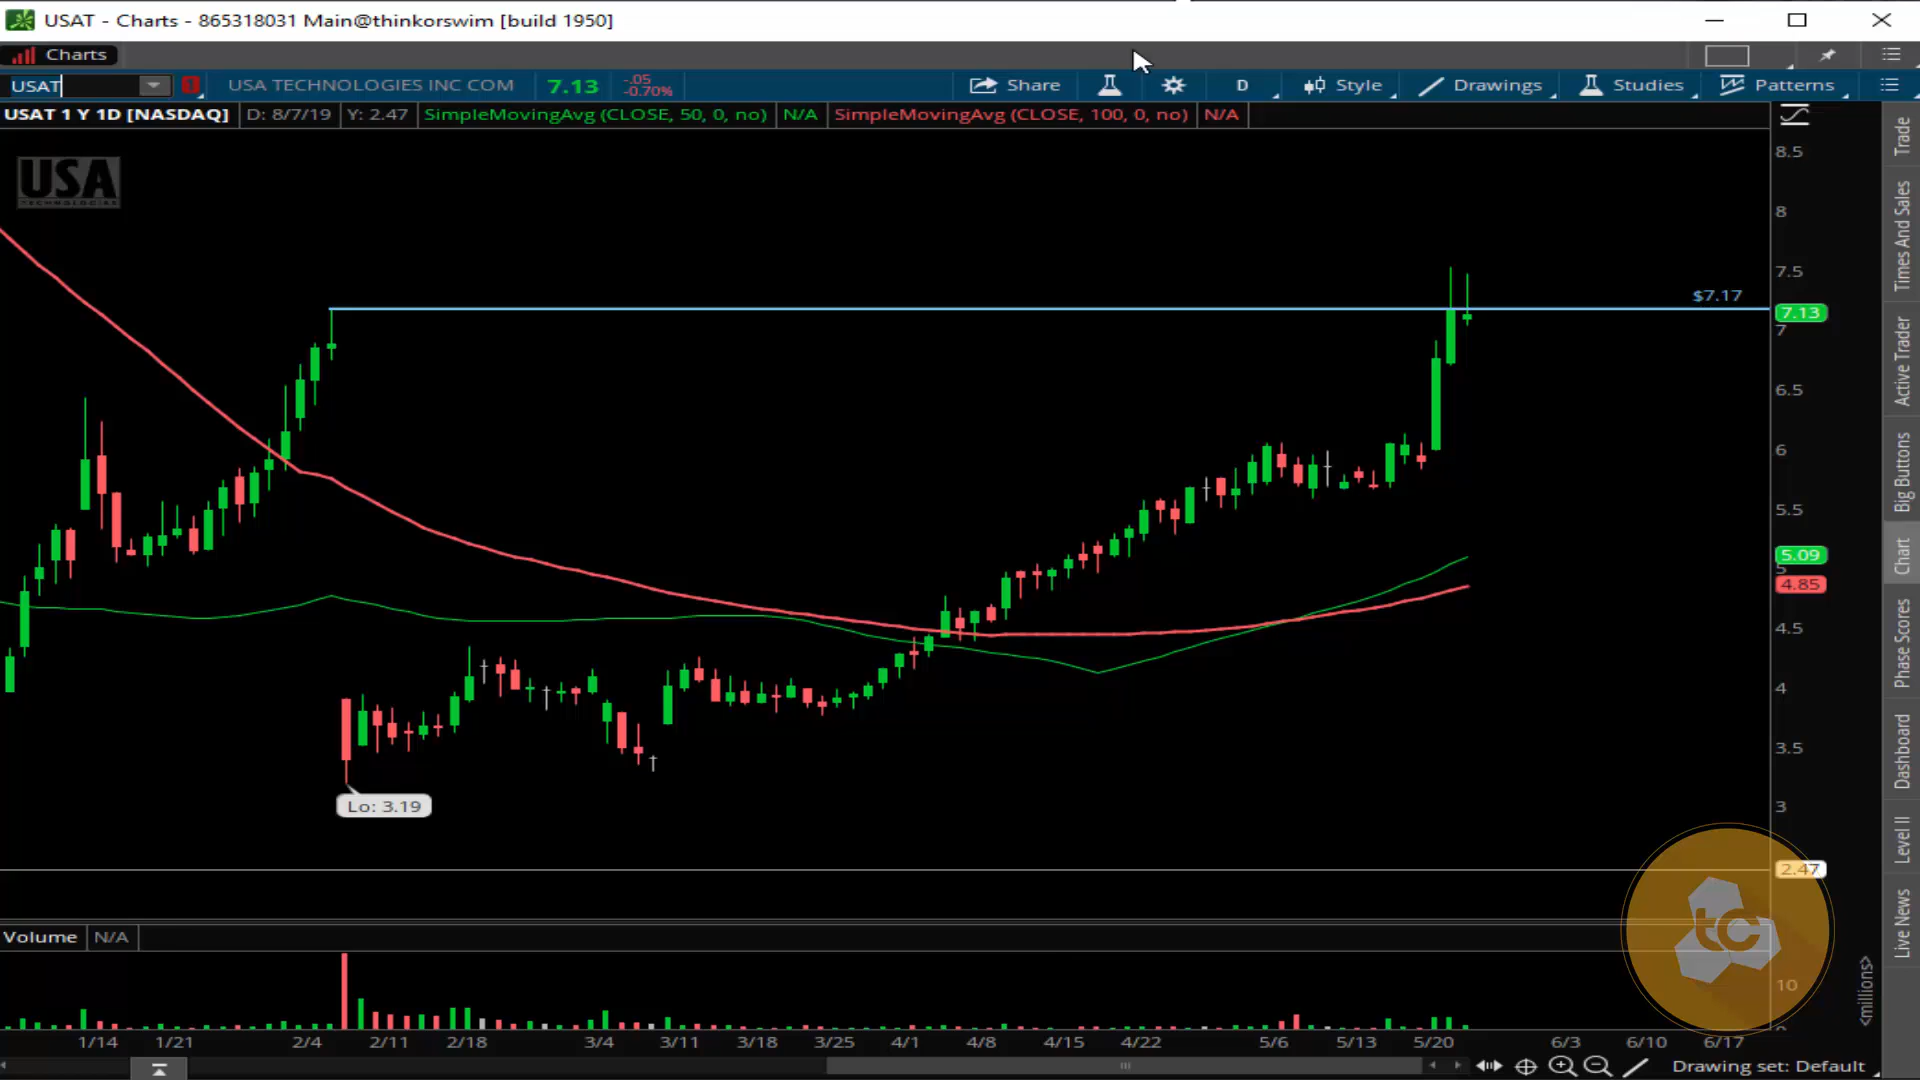 USAT - Charts - 865318031 Main@thinkorswim [build 1950]
Charts
USAT 1 USA TECHNOLOGIES INC COM 7.13 -.05 -0.70% Share D Style Drawings Studies Patterns
USAT 1 Y 1D [NASDAQ] D: 8/7/19 Y: 2.47 SimpleMovingAvg (CLOSE, 50, 0, no) N/A SimpleMovingAvg (CLOSE, 100, 0, no) N/A
USA
TECHNOLOGIES
$7.17
Lo: 3.19
8.5
8
7.5
7.13
7
6.5
6
5.5
5.09
5
4.85
4.5
4
3.5
3
2.47
Volume N/A
10
0
<millions>
tc
1/14 1/21 2/4 2/11 2/18 3/4 3/11 3/18 3/25 4/1 4/8 4/15 4/22 5/6 5/13 5/20 6/3 6/10 6/17
Drawing set: Default
Trade
Times And Sales
Active Trader
Big Buttons
Chart
Phase Scores
Dashboard
Level II
Live News